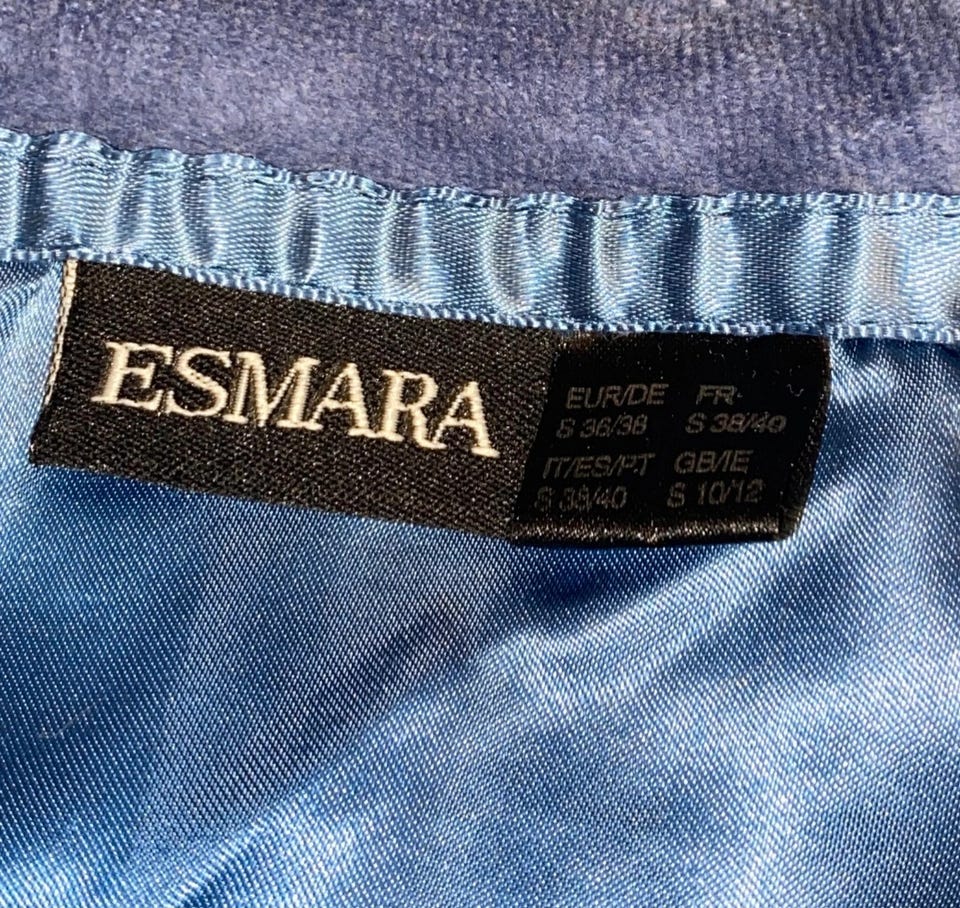 ESMARA
EUR/DE FR
S 36/38 S 38/40
IT/ES/PT GB/IE
S 38/40 S 10/12